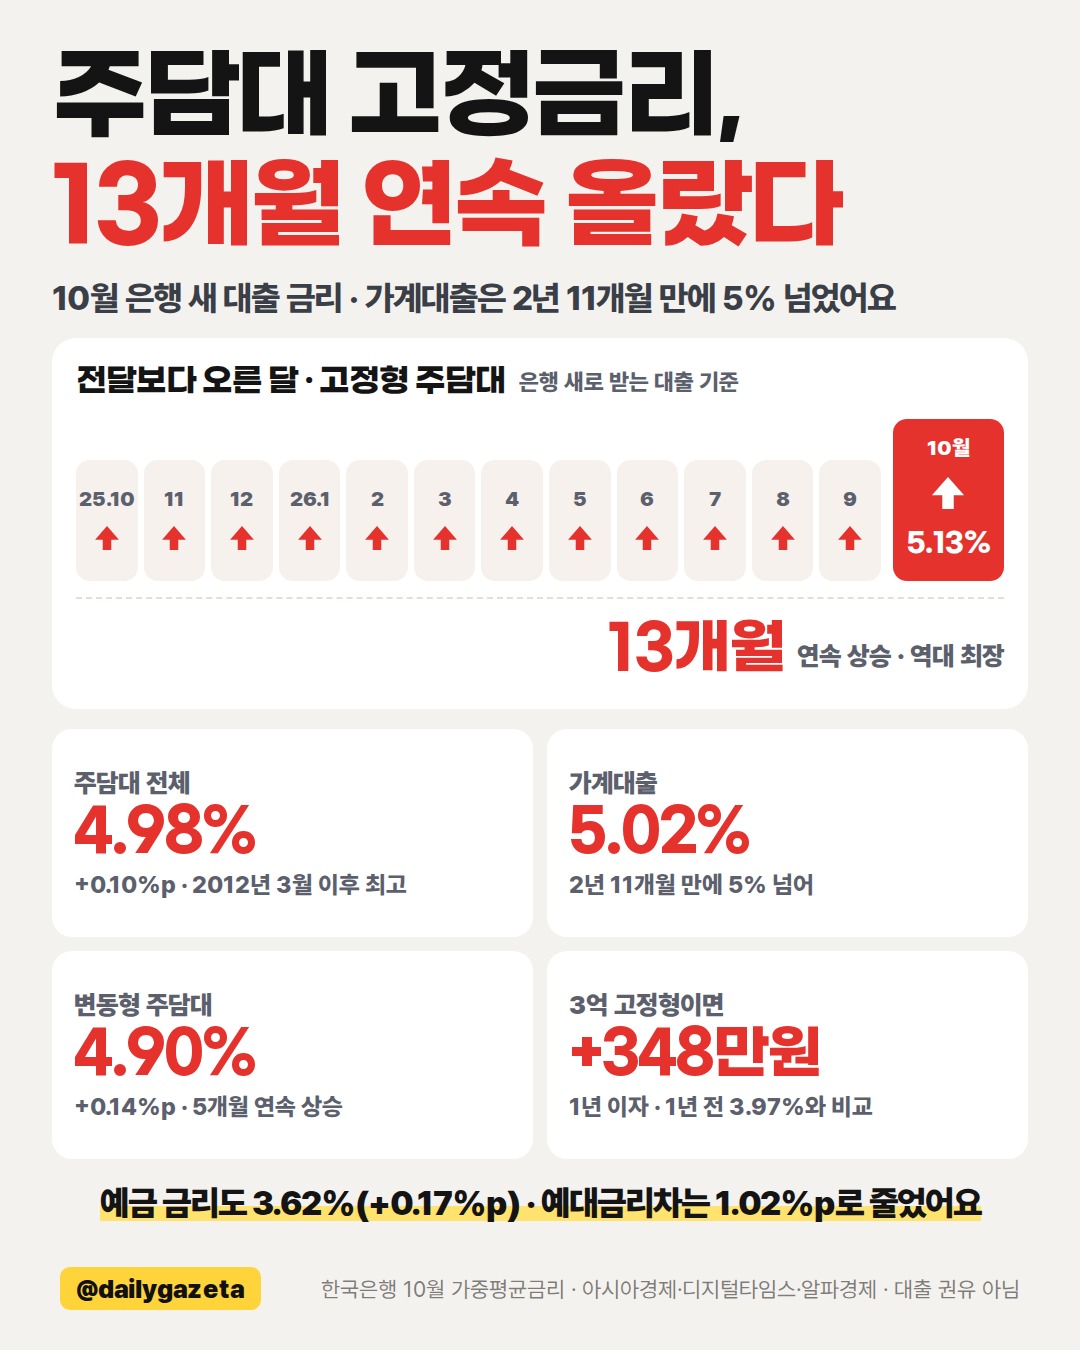 주담대 고정금리,
13개월 연속 올랐다
10월 은행 새 대출 금리 · 가계대출은 2년 11개월 만에 5% 넘었어요
전달보다 오른 달 · 고정형 주담대 은행 새로 받는 대출 기준
25.10 11 12 26.1 2 3 4 5 6 7 8 9 10월
5.13%
13개월 연속 상승 · 역대 최장
주담대 전체
4.98%
+0.10%p · 2012년 3월 이후 최고
가계대출
5.02%
2년 11개월 만에 5% 넘어
변동형 주담대
4.90%
+0.14%p · 5개월 연속 상승
3억 고정형이면
+348만원
1년 이자 · 1년 전 3.97%와 비교
예금 금리도 3.62%(+0.17%p) · 예대금리차는 1.02%p로 줄었어요
@dailygazeta 한국은행 10월 가중평균금리 · 아시아경제·디지털타임스·알파경제 · 대출 권유 아님